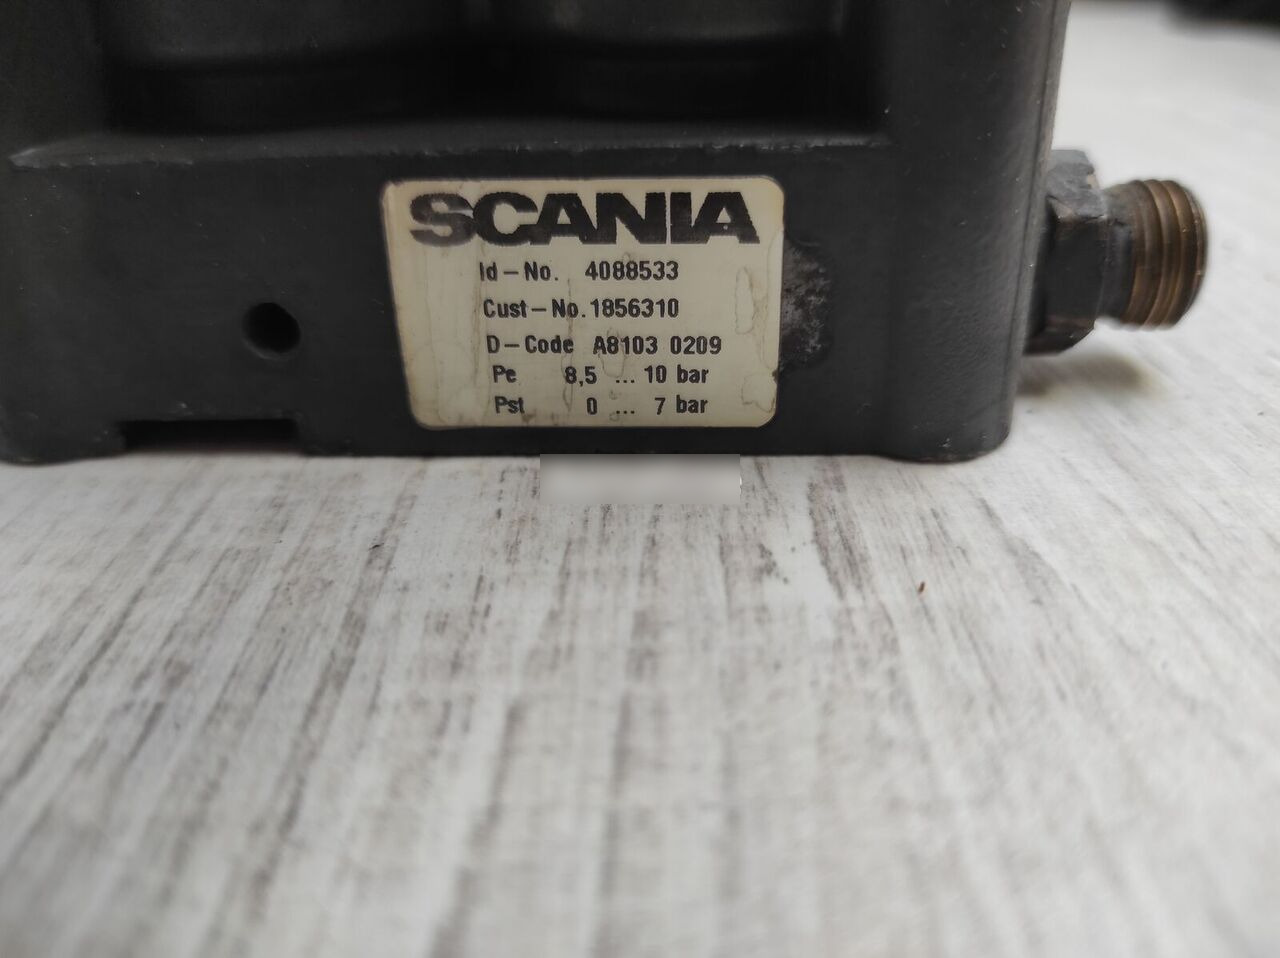 SCANIA
Id-No. 4088533
Cust-No. 1856310
D-Code A8103 0209
Pe 8,5 ... 10 bar
Pst 0 ... 7 bar